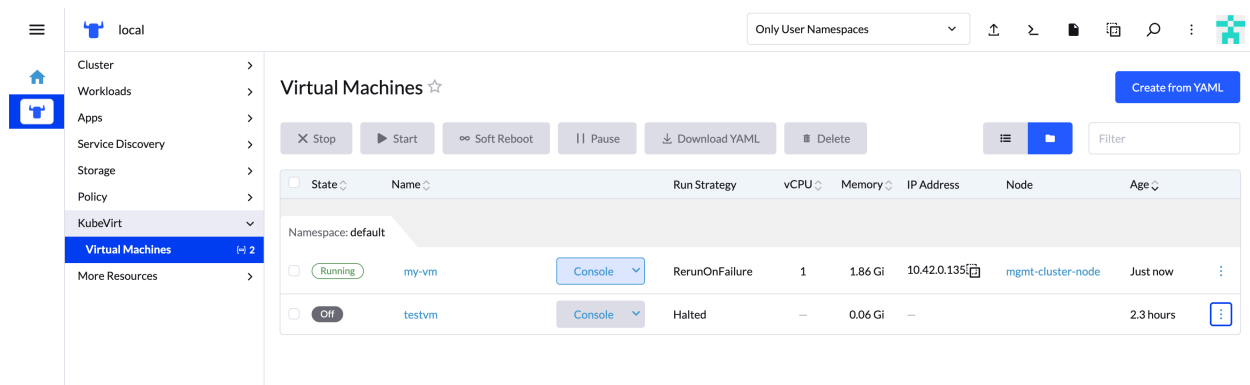 local
Only User Namespaces
Cluster
Workloads
Apps
Service Discovery
Storage
Policy
KubeVirt
Virtual Machines 2
More Resources
Virtual Machines
Create from YAML
Stop Start Soft Reboot Pause Download YAML Delete Filter
State Name Run Strategy vCPU Memory IP Address Node Age
Namespace: default
Running my-vm Console RerunOnFailure 1 1.86 Gi 10.42.0.135 mgmt-cluster-node Just now
Off testvm Console Halted — 0.06 Gi — 2.3 hours